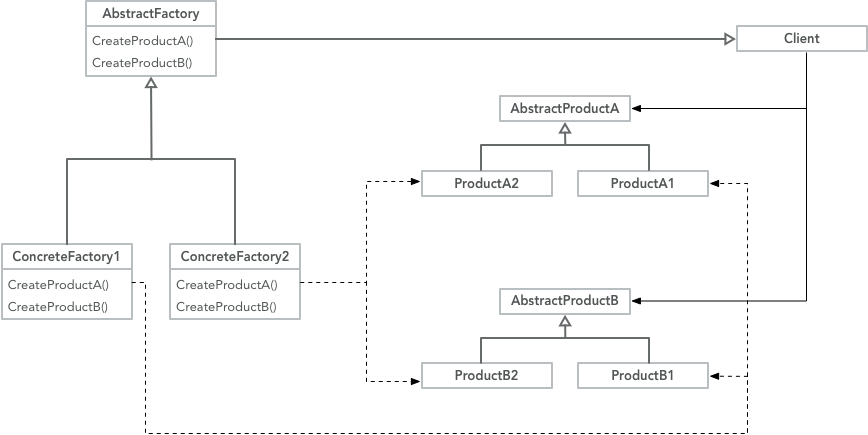 AbstractFactory
CreateProductA()
CreateProductB()
Client
AbstractProductA
ProductA2
ProductA1
ConcreteFactory1
CreateProductA()
CreateProductB()
ConcreteFactory2
CreateProductA()
CreateProductB()
AbstractProductB
ProductB2
ProductB1